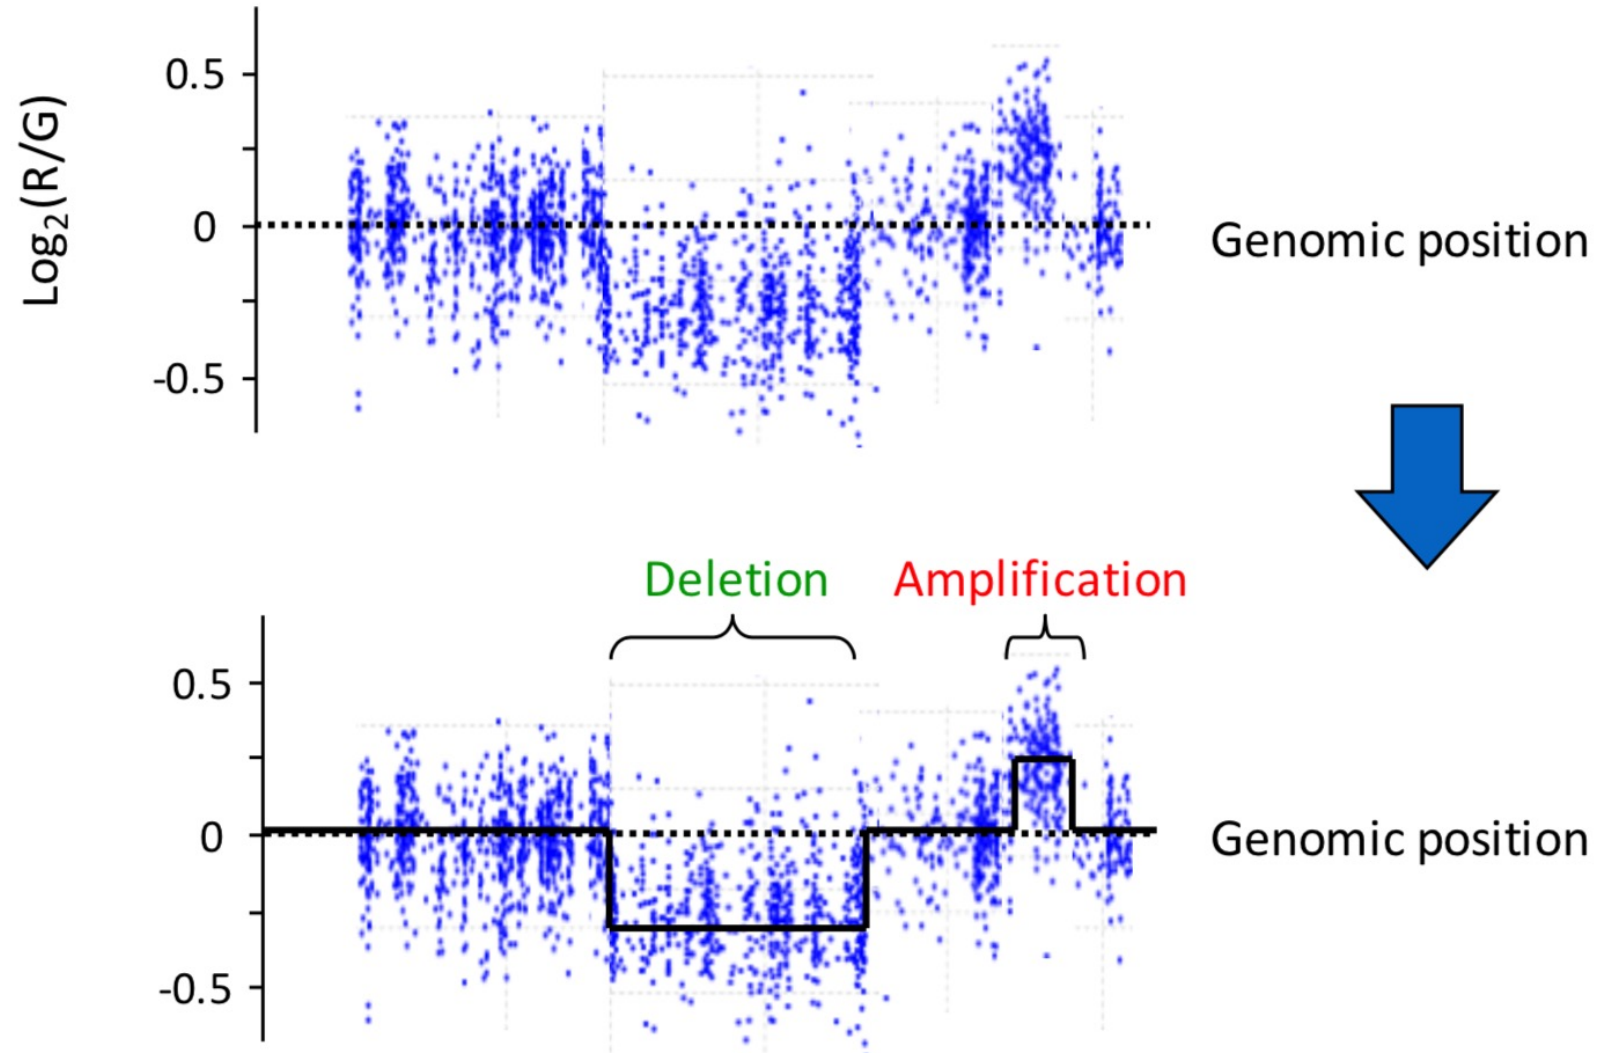 Log₂(R/G)
0.5
0
-0.5
Genomic position
Deletion
Amplification
0.5
0
-0.5
Genomic position